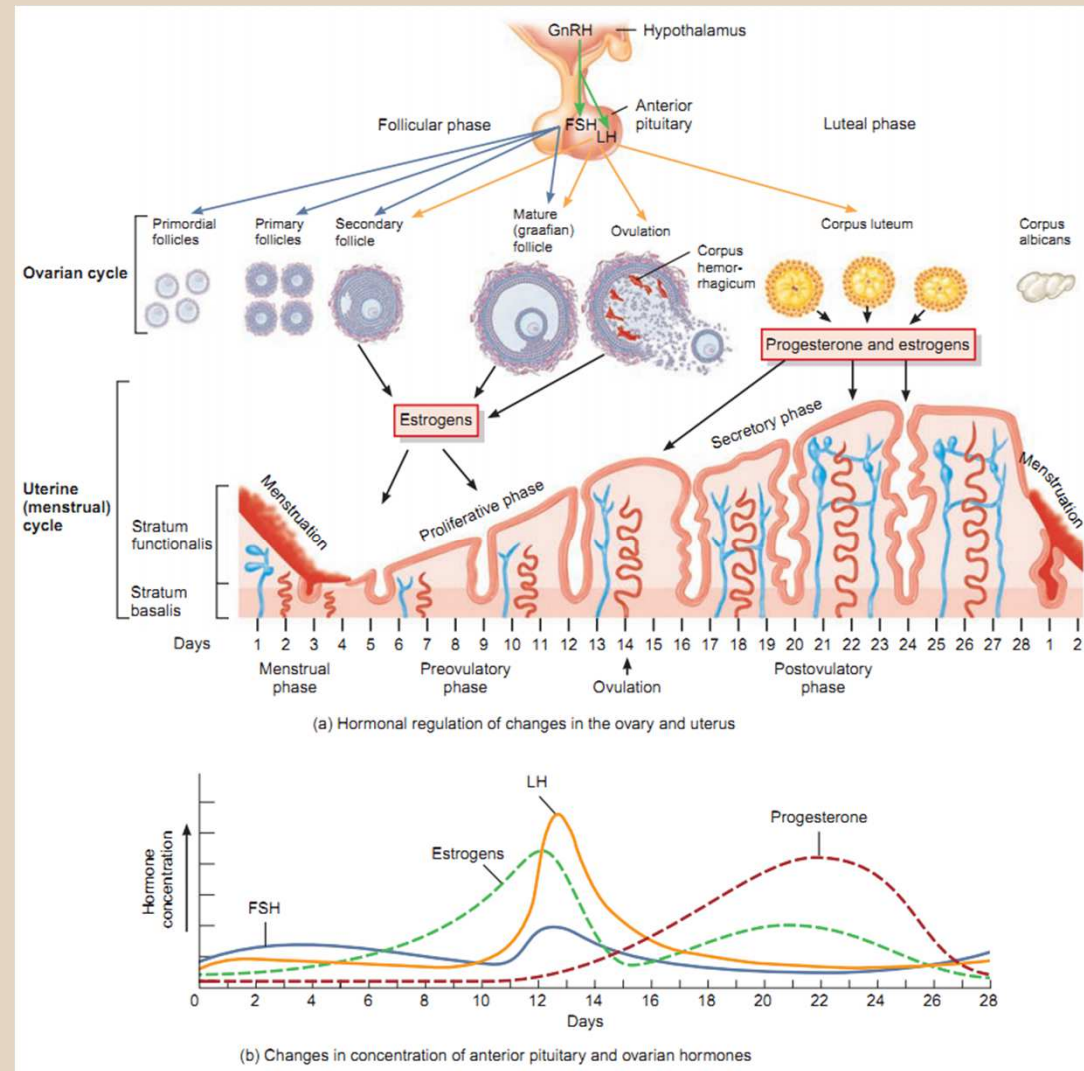 GnRH
Hypothalamus
Anterior
pituitary
Follicular phase
FSH
LH
Luteal phase
Primordial
follicles
Primary
follicles
Secondary
follicle
Mature
(graafian)
follicle
Ovulation
Corpus
hemor-
rhagicum
Corpus luteum
Corpus
albicans
Ovarian cycle
Progesterone and estrogens
Estrogens
Uterine
(menstrual)
cycle
Menstruation
Proliferative phase
Secretory phase
Menstruation
Stratum
functionalis
Stratum
basalis
Days 1 2 3 4 5 6 7 8 9 10 11 12 13 14 15 16 17 18 19 20 21 22 23 24 25 26 27 28 1 2
Menstrual
phase
Preovulatory
phase
Ovulation
Postovulatory
phase
(a) Hormonal regulation of changes in the ovary and uterus
LH
Progesterone
Estrogens
FSH
Hormone
concentration
0 2 4 6 8 10 12 14 16 18 20 22 24 26 28
Days
(b) Changes in concentration of anterior pituitary and ovarian hormones